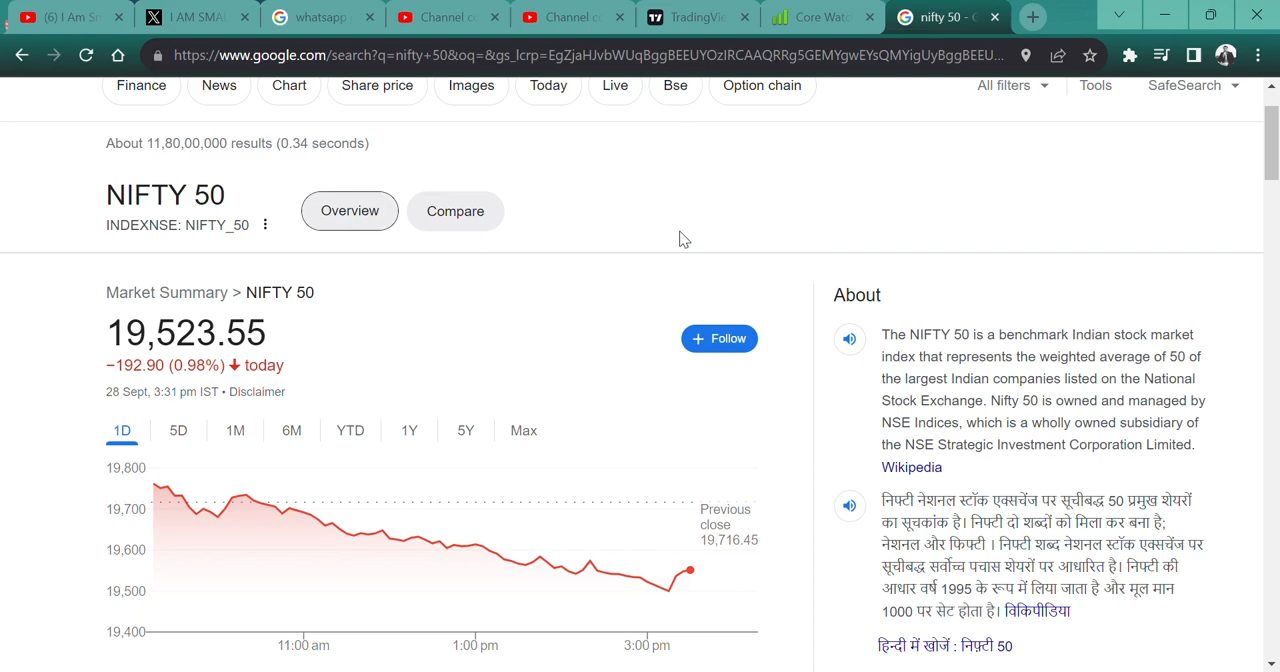 (6) I Am Sm
I AM SMA
whatsapp
Channel co
Channel co
TradingVie
Core Watc
nifty 50 - G
https://www.google.com/search?q=nifty+50&oq=&gs_lcrp=EgZjaHJvbWUqBggBEEUYOzIRCAAQRRg5GEMYgwEYsQMYigUyBggBEEU...
Finance
News
Chart
Share price
Images
Today
Live
Bse
Option chain
All filters
Tools
SafeSearch
About 11,80,00,000 results (0.34 seconds)
NIFTY 50
INDEXNSE: NIFTY_50
Overview
Compare
Market Summary > NIFTY 50
19,523.55
−192.90 (0.98%) today
28 Sept, 3:31 pm IST • Disclaimer
+ Follow
1D
5D
1M
6M
YTD
1Y
5Y
Max
19,800
19,700
19,600
19,500
19,400
Previous
close
19,716.45
11:00 am
1:00 pm
3:00 pm
About
The NIFTY 50 is a benchmark Indian stock market
index that represents the weighted average of 50 of
the largest Indian companies listed on the National
Stock Exchange. Nifty 50 is owned and managed by
NSE Indices, which is a wholly owned subsidiary of
the NSE Strategic Investment Corporation Limited.
Wikipedia
निफ्टी नेशनल स्टॉक एक्सचेंज पर सूचीबद्ध 50 प्रमुख शेयरों
का सूचकांक है। निफ्टी दो शब्दों को मिला कर बना है;
नेशनल और फिफ्टी । निफ्टी शब्द नेशनल स्टॉक एक्सचेंज पर
सूचीबद्ध सर्वोच्च पचास शेयरों पर आधारित है। निफ्टी की
आधार वर्ष 1995 के रूप में लिया जाता है और मूल मान
1000 पर सेट होता है। विकिपीडिया
हिन्दी में खोजें : निफ़्टी 50